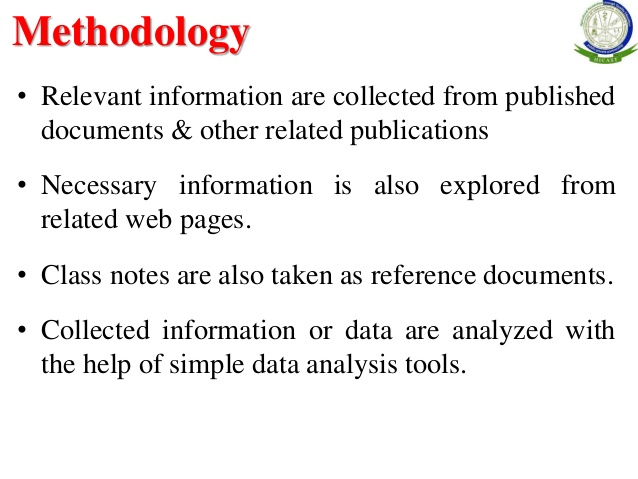 Methodology
• Relevant information are collected from published
documents & other related publications
• Necessary information is also explored from
related web pages.
• Class notes are also taken as reference documents.
• Collected information or data are analyzed with
the help of simple data analysis tools.